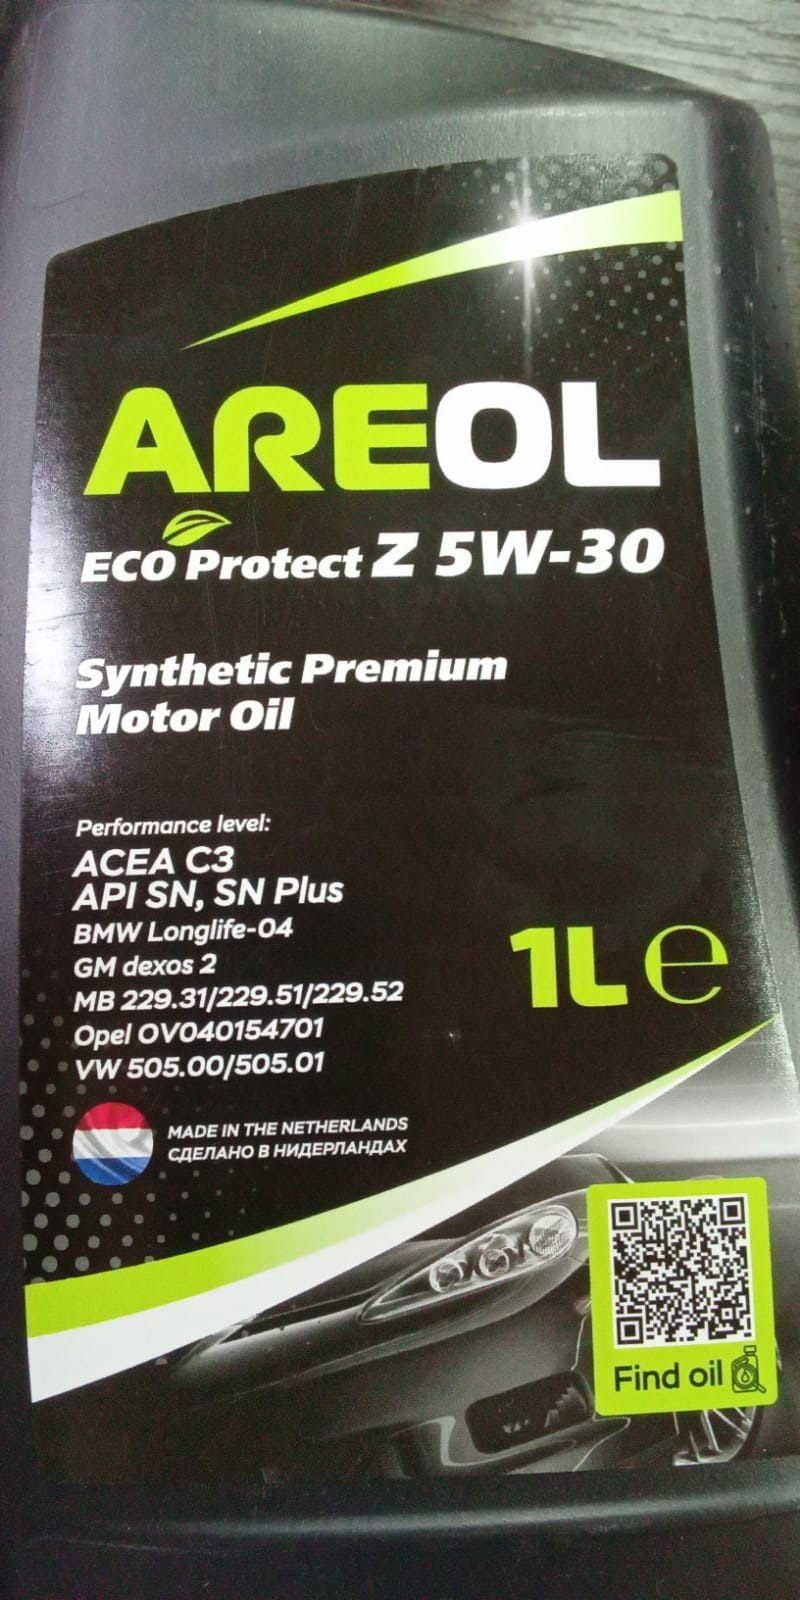 AREOL
ECO Protect Z 5W-30
Synthetic Premium
Motor Oil
Performance level:
ACEA C3
API SN, SN Plus
BMW Longlife-04
GM dexos 2
MB 229.31/229.51/229.52
Opel OV040154701
VW 505.00/505.01
1L e
MADE IN THE NETHERLANDS
СДЕЛАНО В НИДЕРЛАНДАХ
Find oil